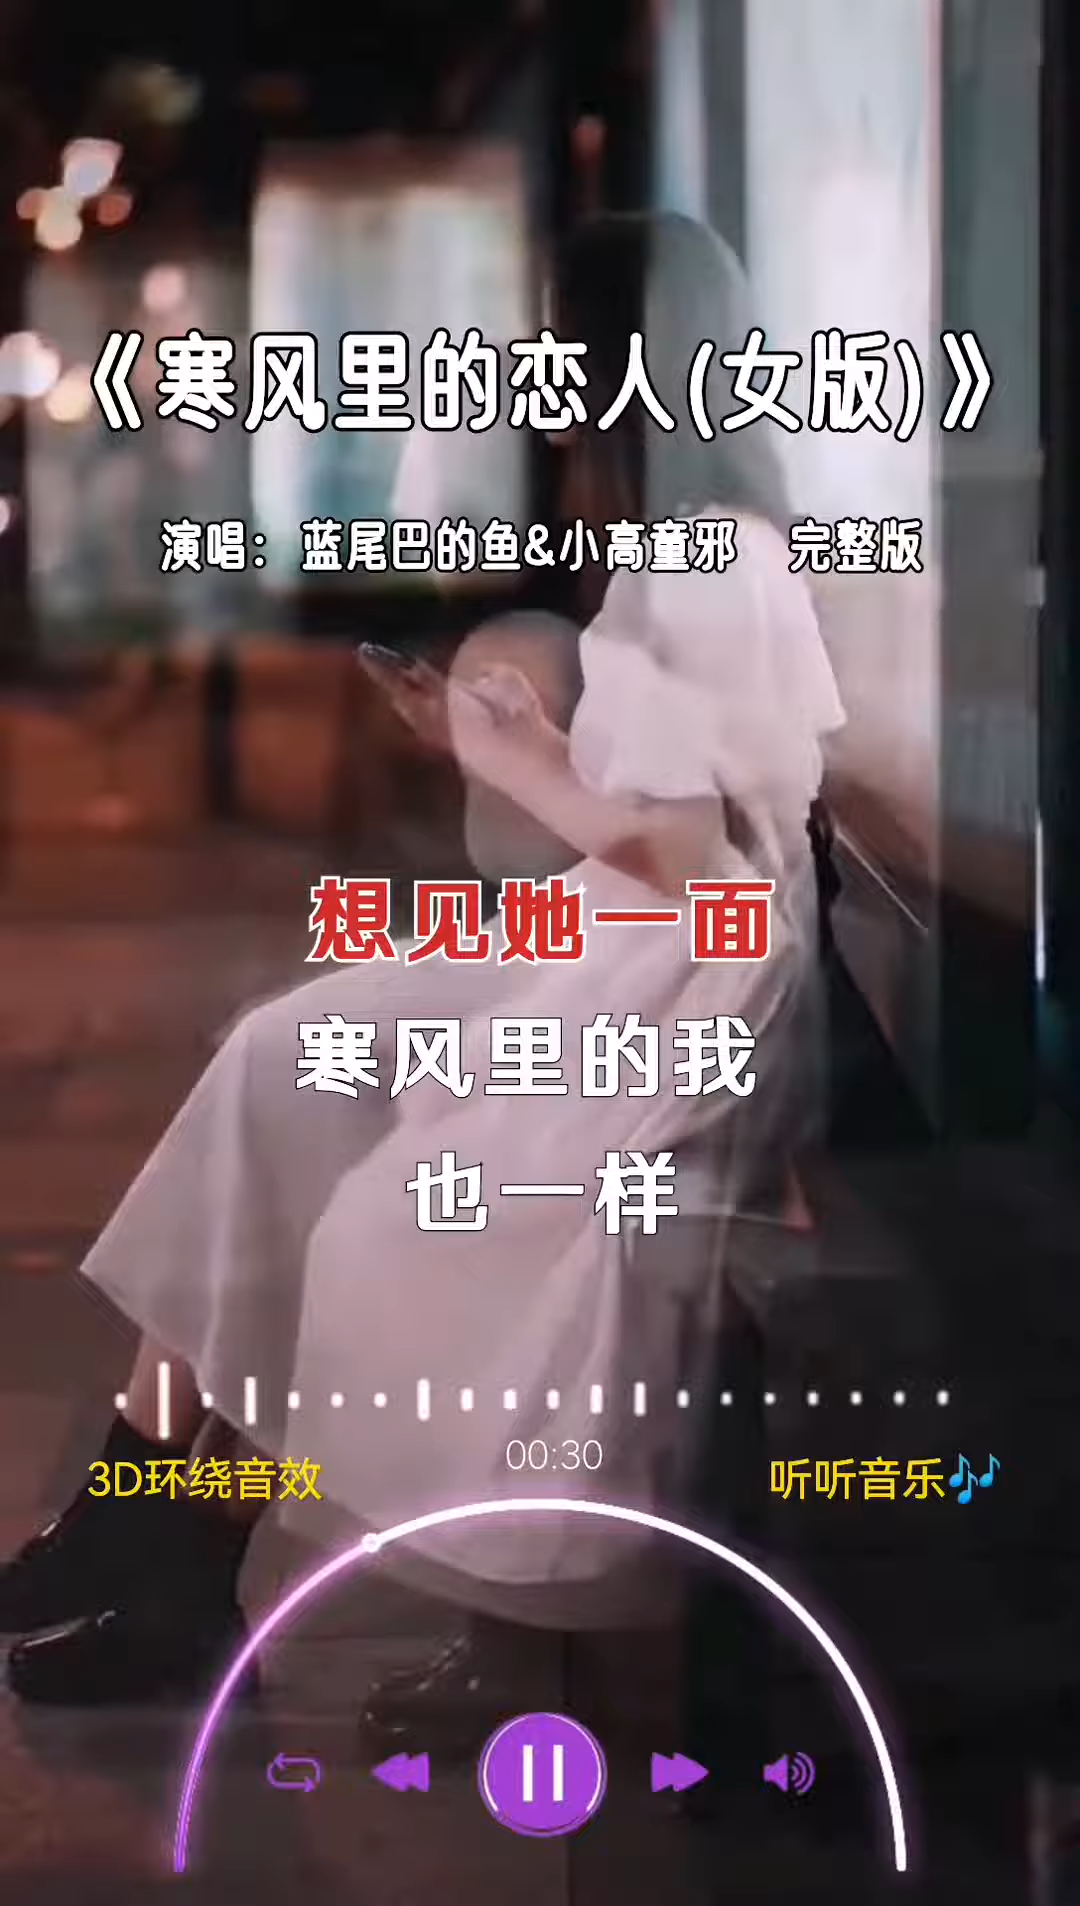 《寒风里的恋人(女版)》
演唱：蓝尾巴的鱼&小高童邪 完整版
想见她一面
寒风里的我
也一样
00:30
3D环绕音效
听听音乐🎶